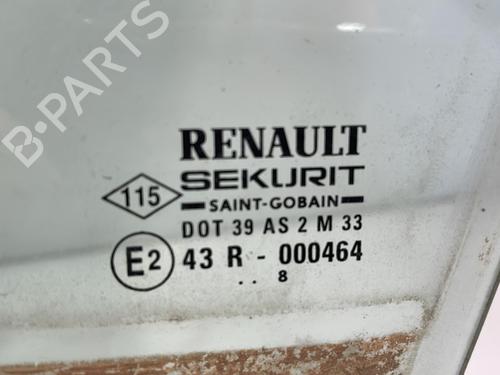 B-PARTS
RENAULT
115 SEKURIT
SAINT-GOBAIN
DOT 39 AS 2 M 33
E2 43 R - 000464
. . 8